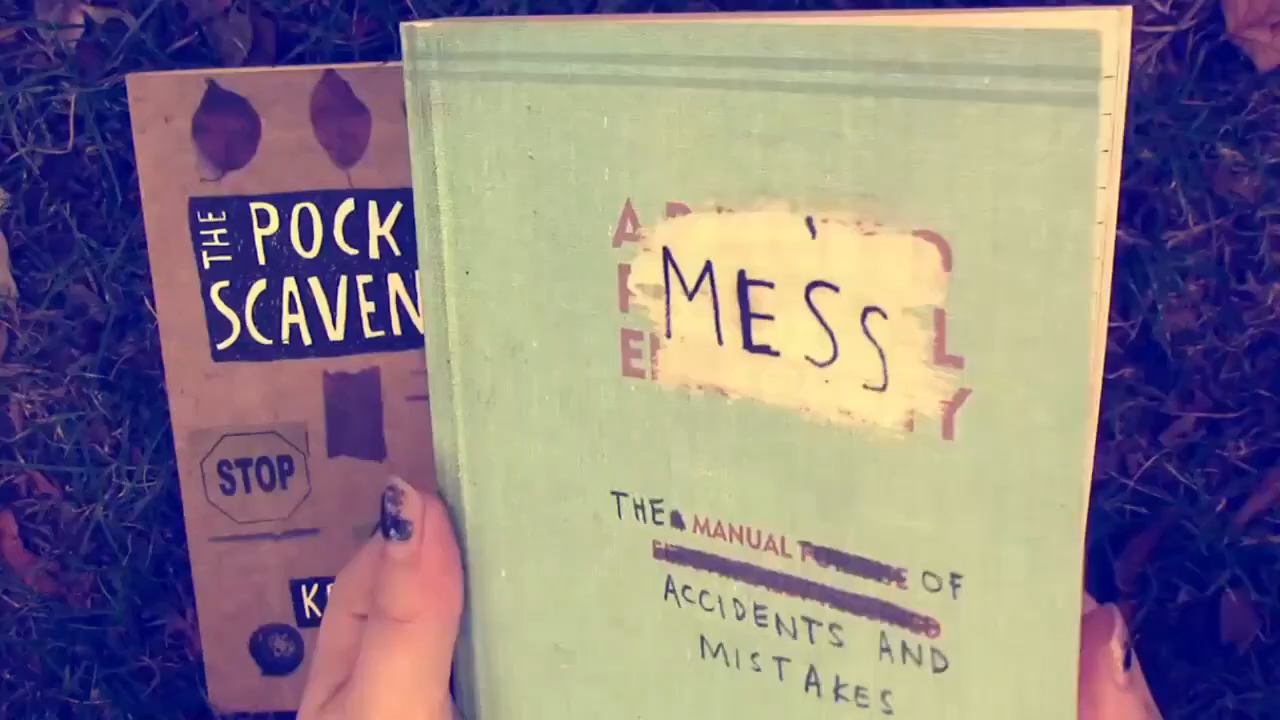 THE POCK
SCAVEN
STOP
MESS
THE MANUAL OF
ACCIDENTS AND
MISTAKES